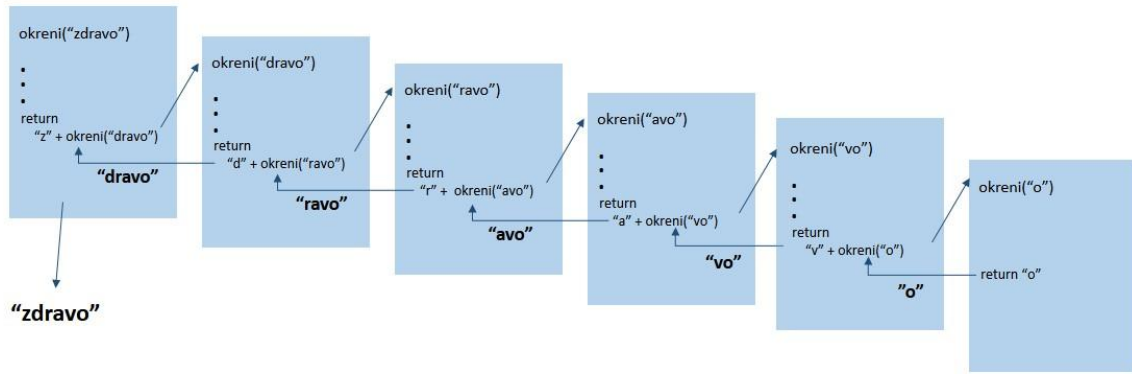 okreni(“zdravo”)
return
“z” + okreni(“dravo”)
“zdravo”
okreni(“dravo”)
return
“d” + okreni(“ravo”)
“dravo”
okreni(“ravo”)
return
“r” + okreni(“avo”)
“ravo”
okreni(“avo”)
return
“a” + okreni(“vo”)
“avo”
okreni(“vo”)
return
“v” + okreni(“o”)
“vo”
okreni(“o”)
return “o”
”o”